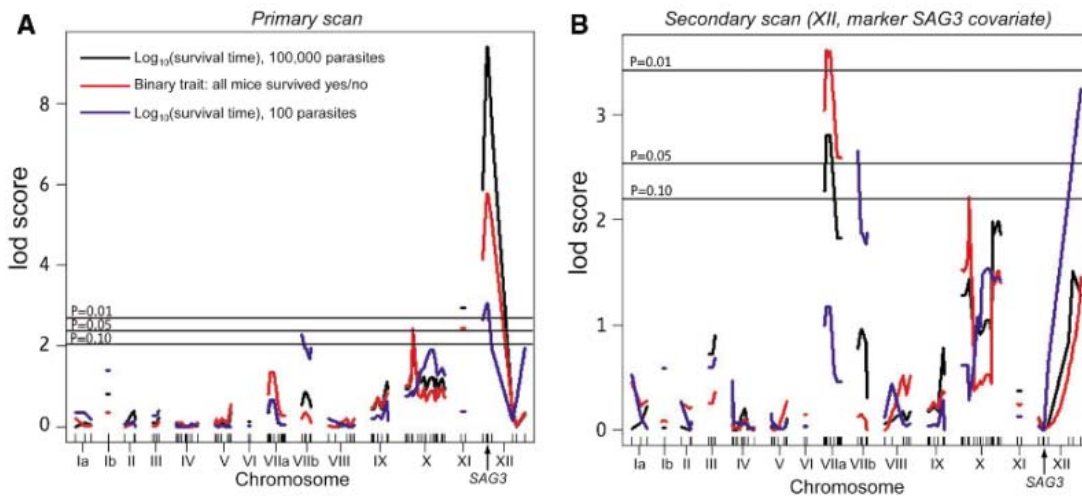 A
Primary scan
Log₁₀(survival time), 100,000 parasites
Binary trait: all mice survived yes/no
Log₁₀(survival time), 100 parasites
lod score
8
6
4
2
0
P=0.01
P=0.05
P=0.10
Ia Ib II III IV V VI VIIa VIIb VIII IX X XI XII
Chromosome
SAG3
B
Secondary scan (XII, marker SAG3 covariate)
lod score
3
2
1
0
P=0.01
P=0.05
P=0.10
Ia Ib II III IV V VI VIIa VIIb VIII IX X XI XII
Chromosome
SAG3